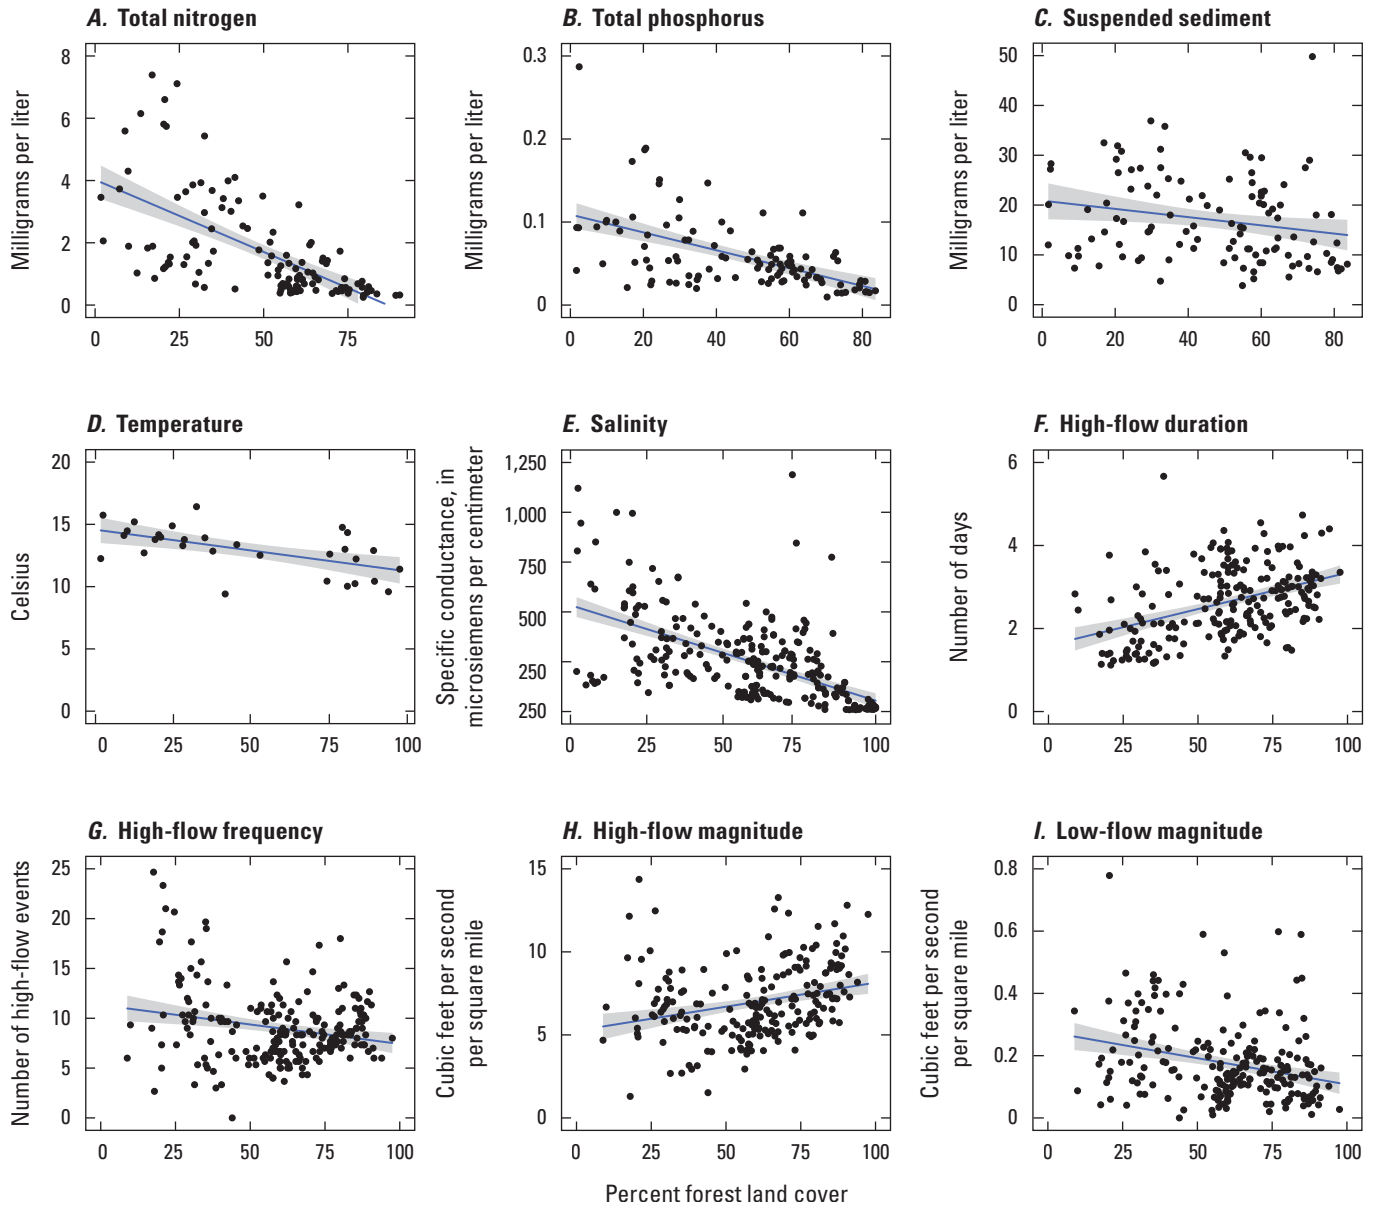 A. Total nitrogen
B. Total phosphorus
C. Suspended sediment
Milligrams per liter
8
6
4
2
0
0 25 50 75
Milligrams per liter
0.3
0.2
0.1
0
0 20 40 60 80
Milligrams per liter
50
40
30
20
10
0
0 20 40 60 80
D. Temperature
E. Salinity
F. High-flow duration
Celsius
20
15
10
5
0
0 25 50 75 100
Specific conductance, in
microsiemens per centimeter
1,250
1,000
750
500
250
250
0 25 50 75 100
Number of days
6
4
2
0
0 25 50 75 100
G. High-flow frequency
H. High-flow magnitude
I. Low-flow magnitude
Number of high-flow events
25
20
15
10
5
0
0 25 50 75 100
Cubic feet per second
per square mile
15
10
5
0
0 25 50 75 100
Cubic feet per second
per square mile
0.8
0.6
0.4
0.2
0
0 25 50 75 100
Percent forest land cover